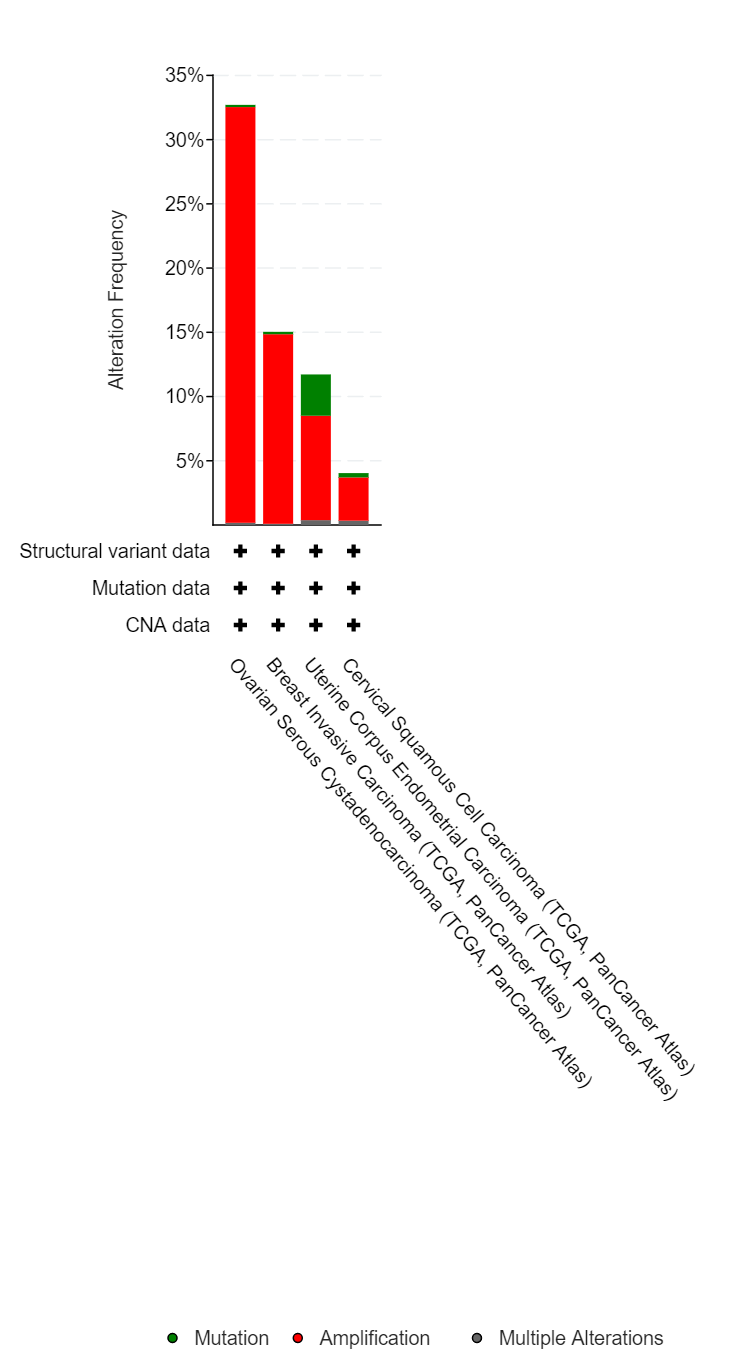 35%
30%
25%
20%
15%
10%
5%
Alteration Frequency
Structural variant data
Mutation data
CNA data
Ovarian Serous Cystadenocarcinoma (TCGA, PanCancer Atlas)
Breast Invasive Carcinoma (TCGA, PanCancer Atlas)
Uterine Corpus Endometrial Carcinoma (TCGA, PanCancer Atlas)
Cervical Squamous Cell Carcinoma (TCGA, PanCancer Atlas)
Mutation
Amplification
Multiple Alterations